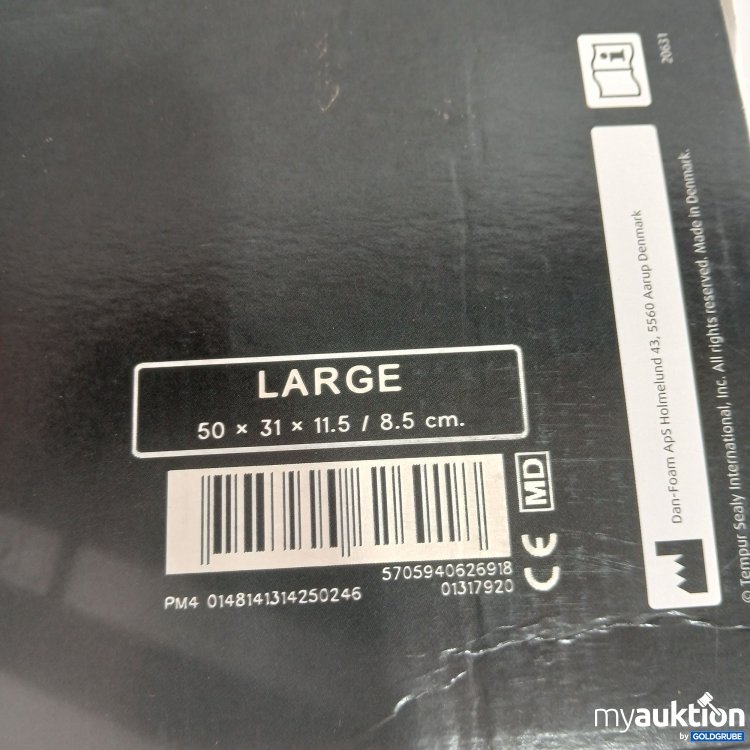 LARGE
50 × 31 × 11.5 / 8.5 cm.
MD
5705940626918
PM4 0148141314250246
01317920
CE
20631
Dan-Foam ApS Holmelund 43, 5560 Aarup Denmark
© Tempur Sealy International, Inc. All rights reserved. Made in Denmark.
myauktion
by GOLDGRUBE